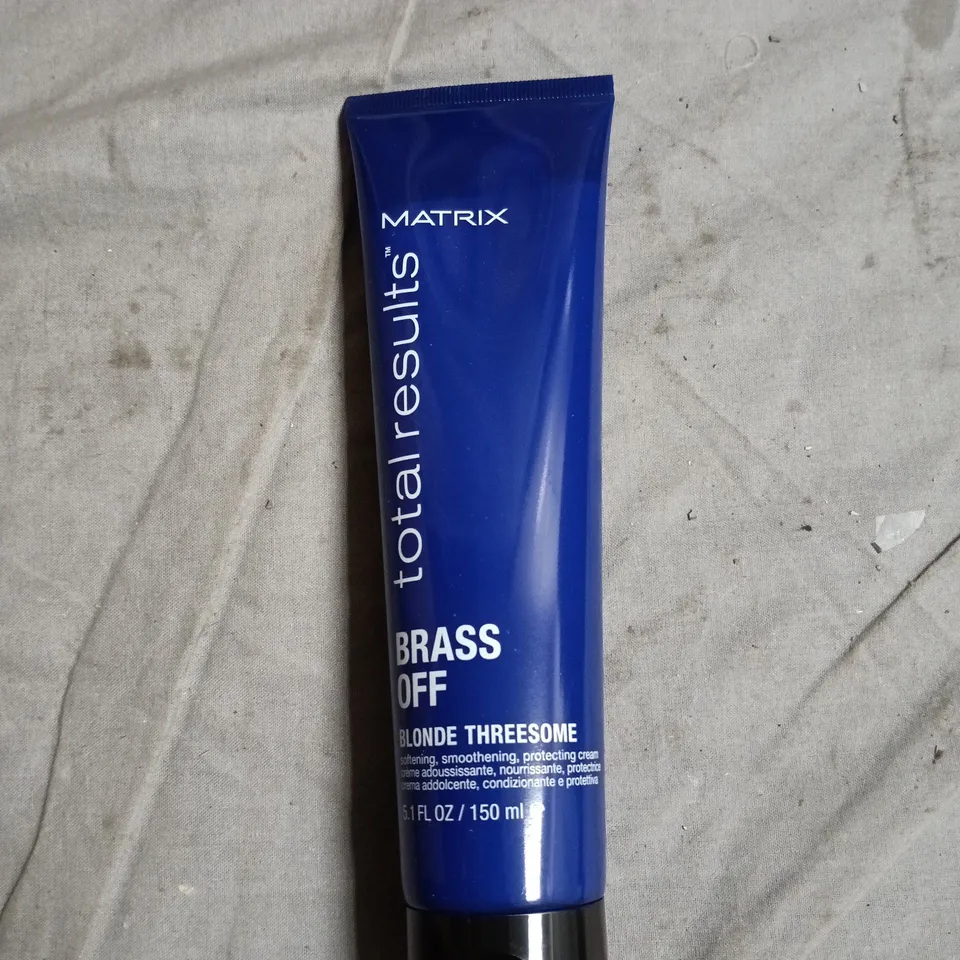 MATRIX
total results™
BRASS
OFF
BLONDE THREESOME
softening, smoothening, protecting cream
crème adoussissante, nourrissante, protectrice
crema addolcente, condizionante e protettiva
5.1 FL OZ / 150 ml e